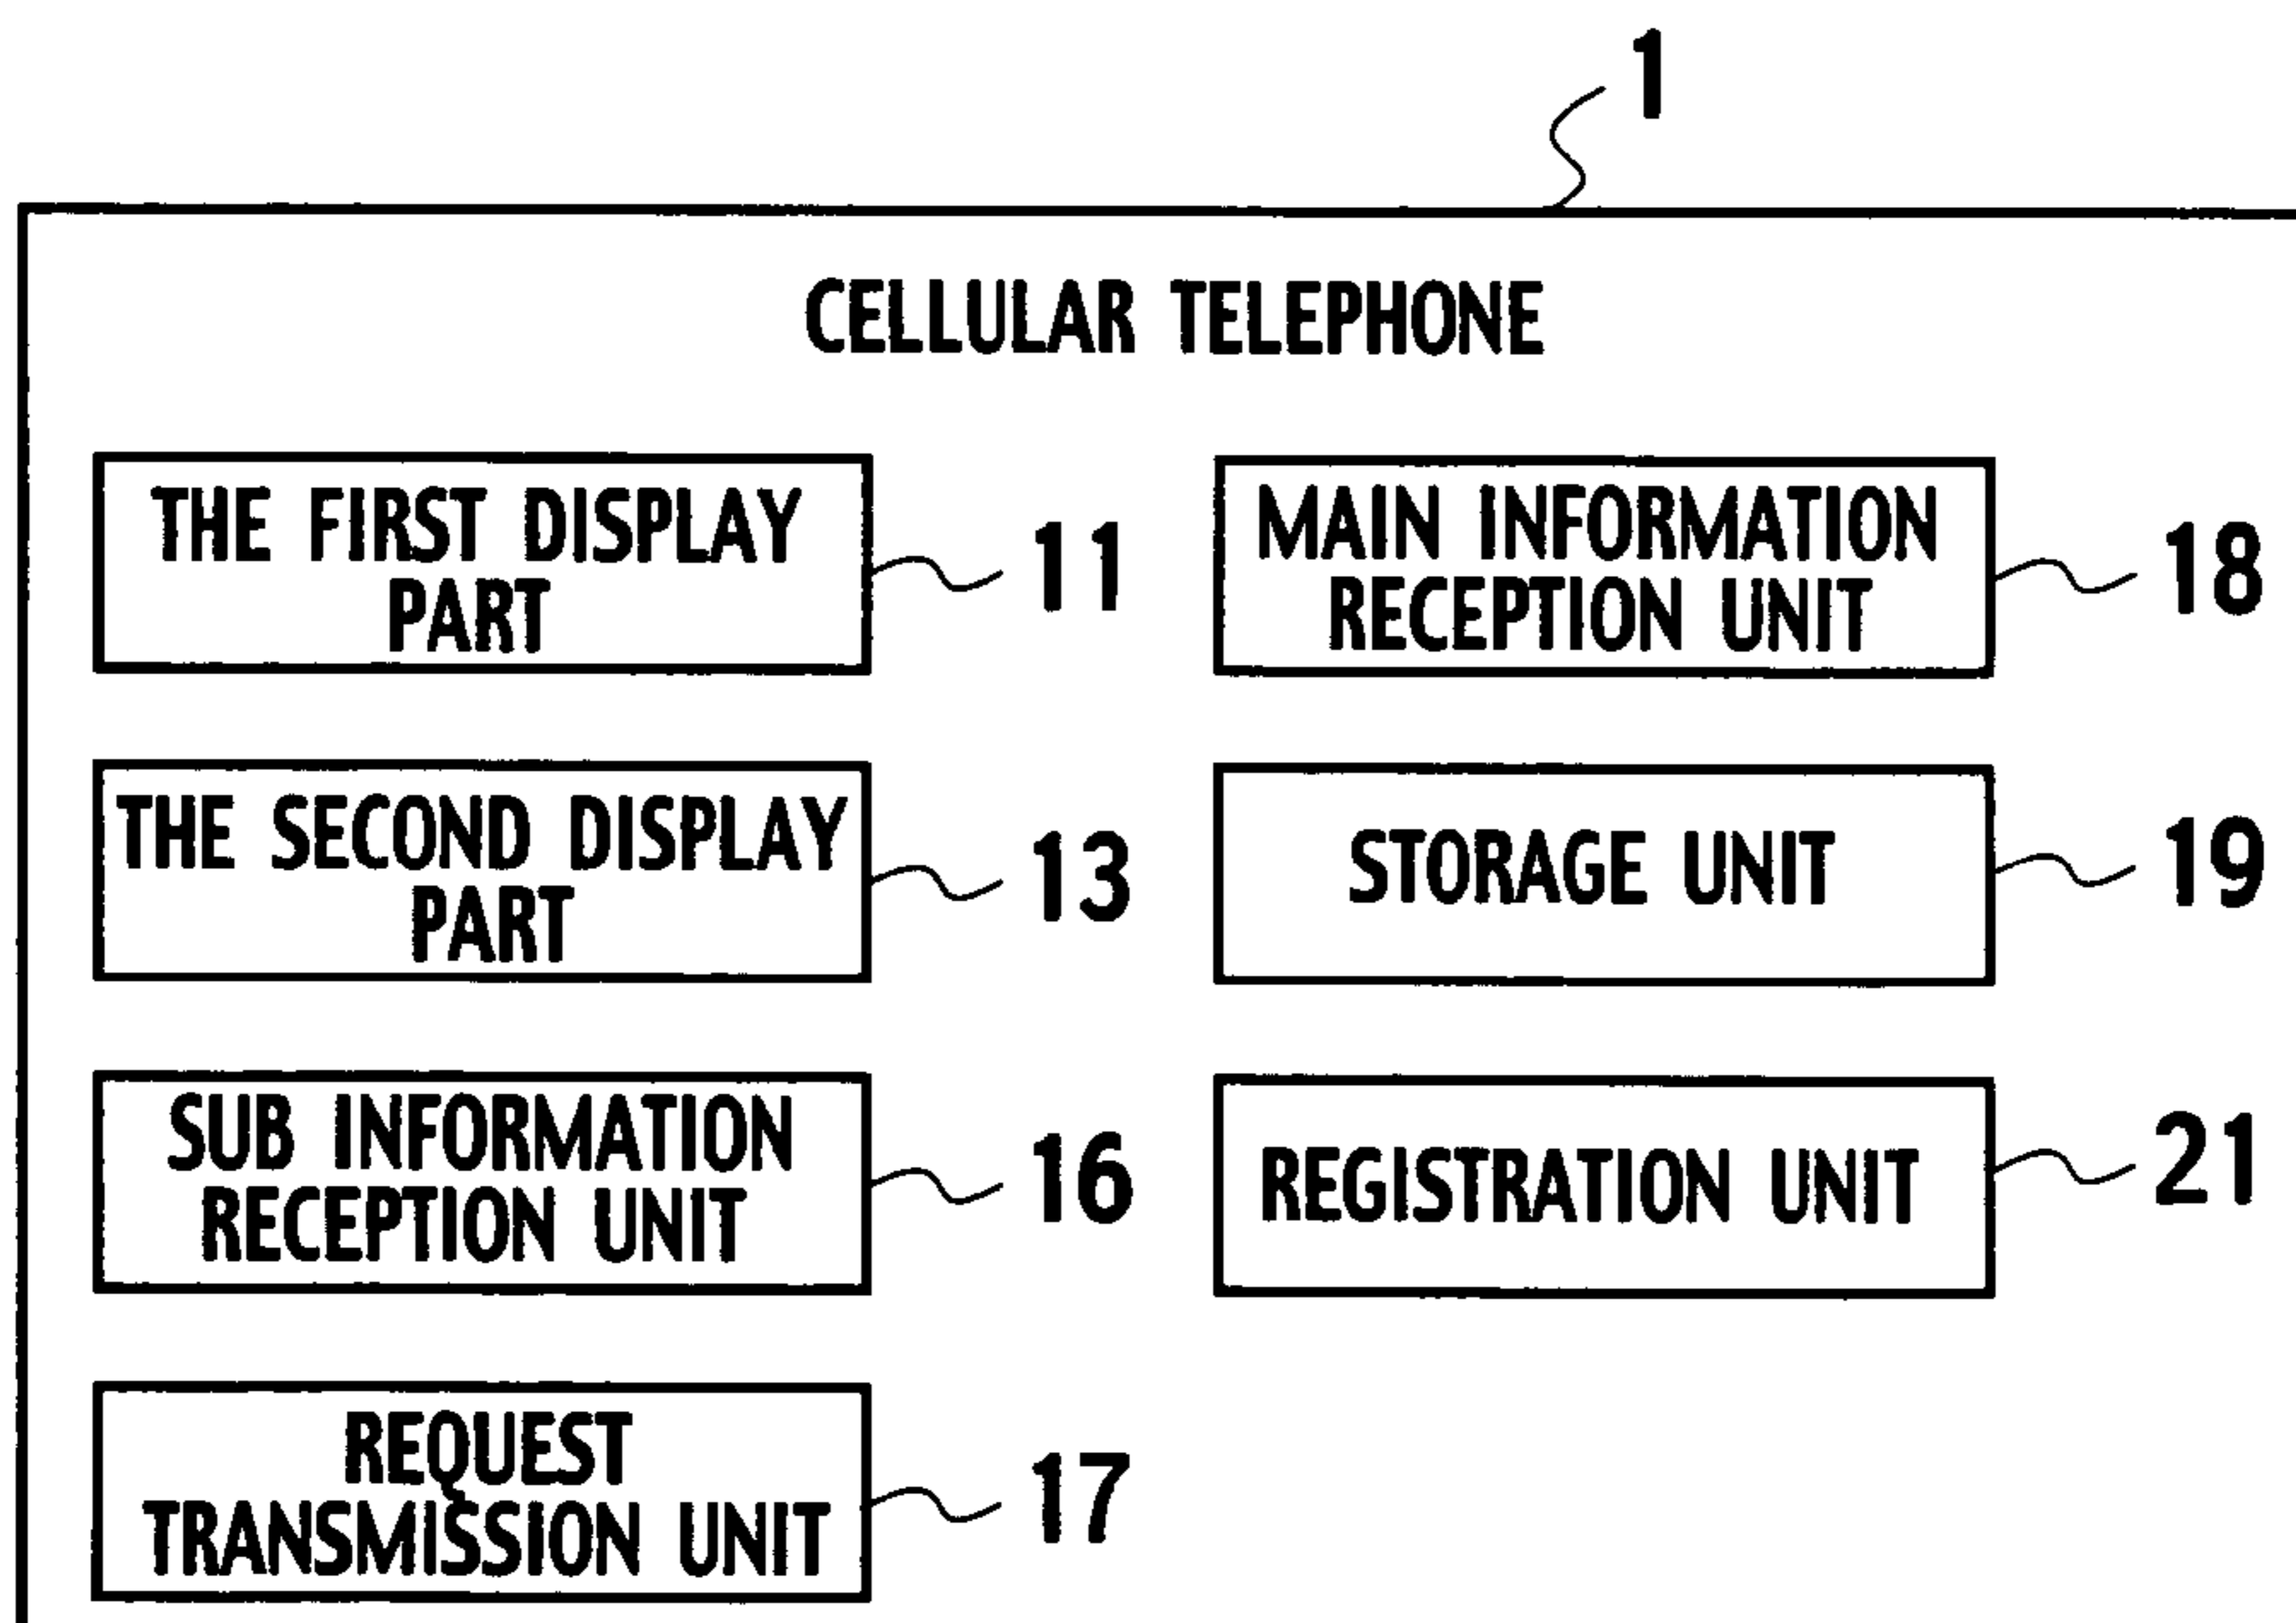 1
CELLULAR TELEPHONE
THE FIRST DISPLAY
PART
11
MAIN INFORMATION
RECEPTION UNIT
18
THE SECOND DISPLAY
PART
13
STORAGE UNIT
19
SUB INFORMATION
RECEPTION UNIT
16
REGISTRATION UNIT
21
REQUEST
TRANSMISSION UNIT
17